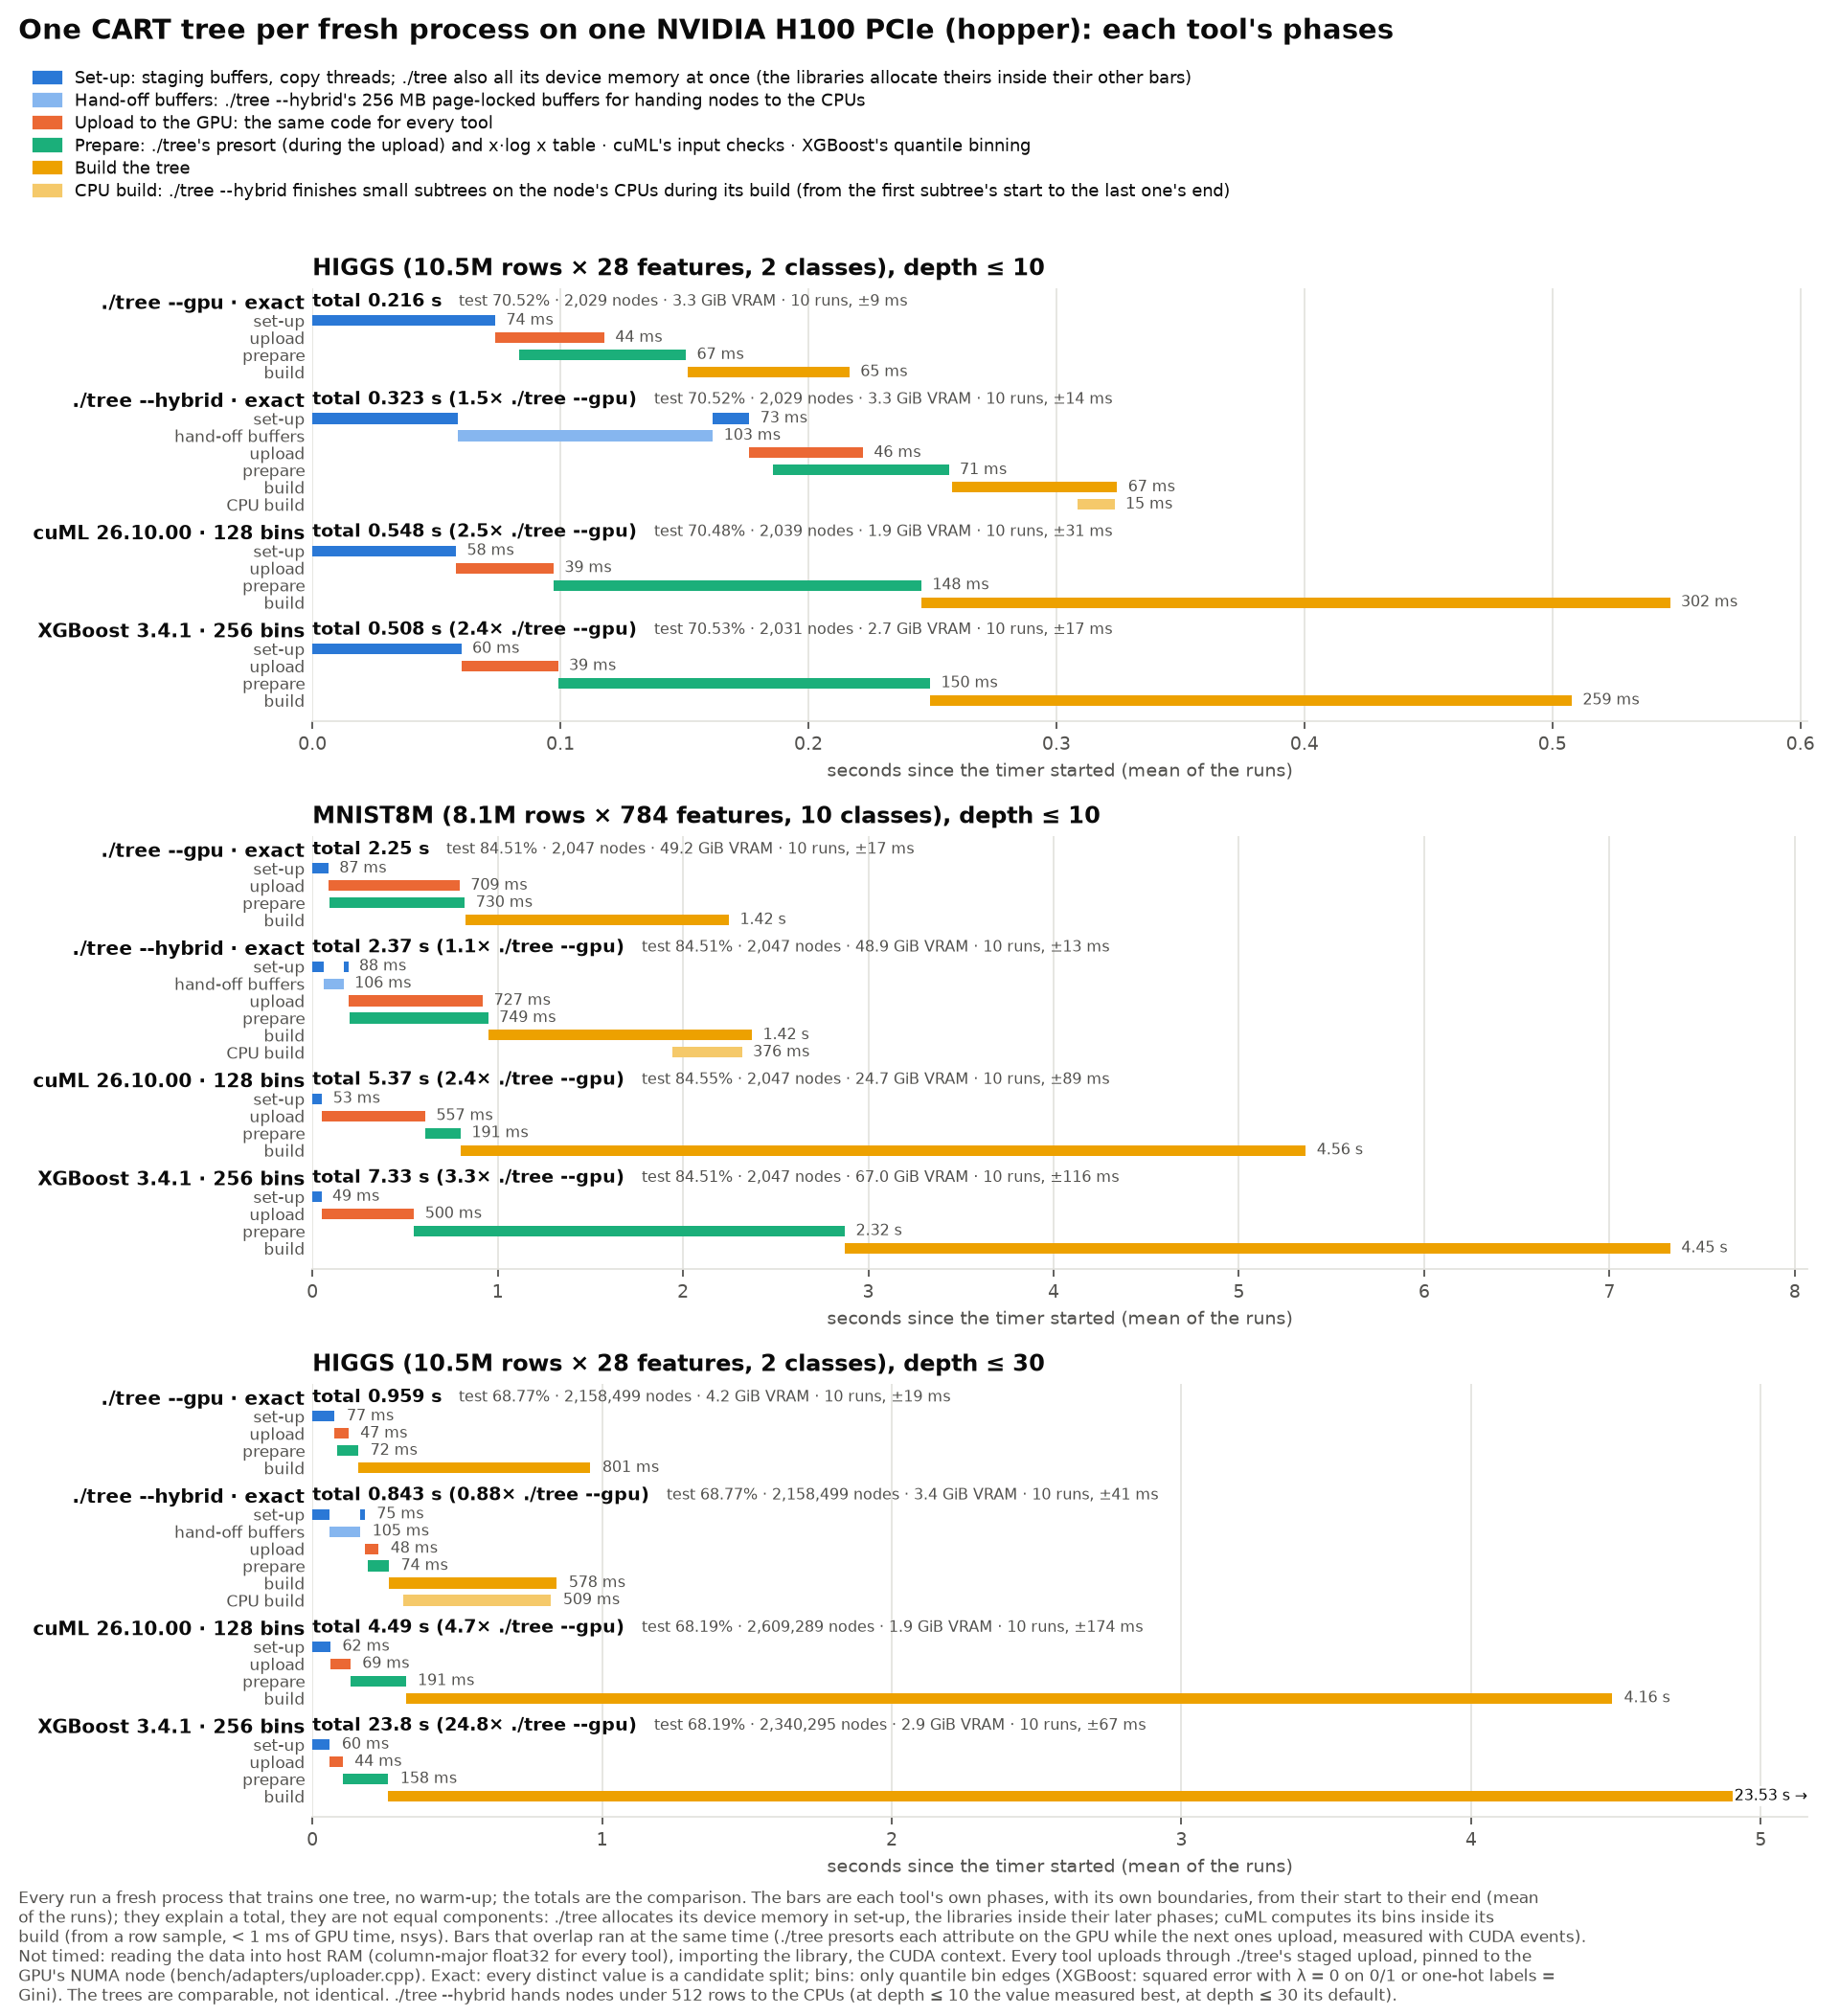 One CART tree per fresh process on one NVIDIA H100 PCIe (hopper): each tool's phases
Set-up: staging buffers, copy threads; ./tree also all its device memory at once (the libraries allocate theirs inside their other bars)
Hand-off buffers: ./tree --hybrid's 256 MB page-locked buffers for handing nodes to the CPUs
Upload to the GPU: the same code for every tool
Prepare: ./tree's presort (during the upload) and x·log x table · cuML's input checks · XGBoost's quantile binning
Build the tree
CPU build: ./tree --hybrid finishes small subtrees on the node's CPUs during its build (from the first subtree's start to the last one's end)
HIGGS (10.5M rows × 28 features, 2 classes), depth ≤ 10
./tree --gpu · exact total 0.216 s test 70.52% · 2,029 nodes · 3.3 GiB VRAM · 10 runs, ±9 ms
set-up 74 ms
upload 44 ms
prepare 67 ms
build 65 ms
./tree --hybrid · exact total 0.323 s (1.5× ./tree --gpu) test 70.52% · 2,029 nodes · 3.3 GiB VRAM · 10 runs, ±14 ms
set-up 73 ms
hand-off buffers 103 ms
upload 46 ms
prepare 71 ms
build 67 ms
CPU build 15 ms
cuML 26.10.00 · 128 bins total 0.548 s (2.5× ./tree --gpu) test 70.48% · 2,039 nodes · 1.9 GiB VRAM · 10 runs, ±31 ms
set-up 58 ms
upload 39 ms
prepare 148 ms
build 302 ms
XGBoost 3.4.1 · 256 bins total 0.508 s (2.4× ./tree --gpu) test 70.53% · 2,031 nodes · 2.7 GiB VRAM · 10 runs, ±17 ms
set-up 60 ms
upload 39 ms
prepare 150 ms
build 259 ms
0.0 0.1 0.2 0.3 0.4 0.5 0.6
seconds since the timer started (mean of the runs)
MNIST8M (8.1M rows × 784 features, 10 classes), depth ≤ 10
./tree --gpu · exact total 2.25 s test 84.51% · 2,047 nodes · 49.2 GiB VRAM · 10 runs, ±17 ms
set-up 87 ms
upload 709 ms
prepare 730 ms
build 1.42 s
./tree --hybrid · exact total 2.37 s (1.1× ./tree --gpu) test 84.51% · 2,047 nodes · 48.9 GiB VRAM · 10 runs, ±13 ms
set-up 88 ms
hand-off buffers 106 ms
upload 727 ms
prepare 749 ms
build 1.42 s
CPU build 376 ms
cuML 26.10.00 · 128 bins total 5.37 s (2.4× ./tree --gpu) test 84.55% · 2,047 nodes · 24.7 GiB VRAM · 10 runs, ±89 ms
set-up 53 ms
upload 557 ms
prepare 191 ms
build 4.56 s
XGBoost 3.4.1 · 256 bins total 7.33 s (3.3× ./tree --gpu) test 84.51% · 2,047 nodes · 67.0 GiB VRAM · 10 runs, ±116 ms
set-up 49 ms
upload 500 ms
prepare 2.32 s
build 4.45 s
0 1 2 3 4 5 6 7 8
seconds since the timer started (mean of the runs)
HIGGS (10.5M rows × 28 features, 2 classes), depth ≤ 30
./tree --gpu · exact total 0.959 s test 68.77% · 2,158,499 nodes · 4.2 GiB VRAM · 10 runs, ±19 ms
set-up 77 ms
upload 47 ms
prepare 72 ms
build 801 ms
./tree --hybrid · exact total 0.843 s (0.88× ./tree --gpu) test 68.77% · 2,158,499 nodes · 3.4 GiB VRAM · 10 runs, ±41 ms
set-up 75 ms
hand-off buffers 105 ms
upload 48 ms
prepare 74 ms
build 578 ms
CPU build 509 ms
cuML 26.10.00 · 128 bins total 4.49 s (4.7× ./tree --gpu) test 68.19% · 2,609,289 nodes · 1.9 GiB VRAM · 10 runs, ±174 ms
set-up 62 ms
upload 69 ms
prepare 191 ms
build 4.16 s
XGBoost 3.4.1 · 256 bins total 23.8 s (24.8× ./tree --gpu) test 68.19% · 2,340,295 nodes · 2.9 GiB VRAM · 10 runs, ±67 ms
set-up 60 ms
upload 44 ms
prepare 158 ms
build 23.53 s →
0 1 2 3 4 5
seconds since the timer started (mean of the runs)
Every run a fresh process that trains one tree, no warm-up; the totals are the comparison. The bars are each tool's own phases, with its own boundaries, from their start to their end (mean
of the runs); they explain a total, they are not equal components: ./tree allocates its device memory in set-up, the libraries inside their later phases; cuML computes its bins inside its
build (from a row sample, < 1 ms of GPU time, nsys). Bars that overlap ran at the same time (./tree presorts each attribute on the GPU while the next ones upload, measured with CUDA events).
Not timed: reading the data into host RAM (column-major float32 for every tool), importing the library, the CUDA context. Every tool uploads through ./tree's staged upload, pinned to the
GPU's NUMA node (bench/adapters/uploader.cpp). Exact: every distinct value is a candidate split; bins: only quantile bin edges (XGBoost: squared error with λ = 0 on 0/1 or one-hot labels =
Gini). The trees are comparable, not identical. ./tree --hybrid hands nodes under 512 rows to the CPUs (at depth ≤ 10 the value measured best, at depth ≤ 30 its default).